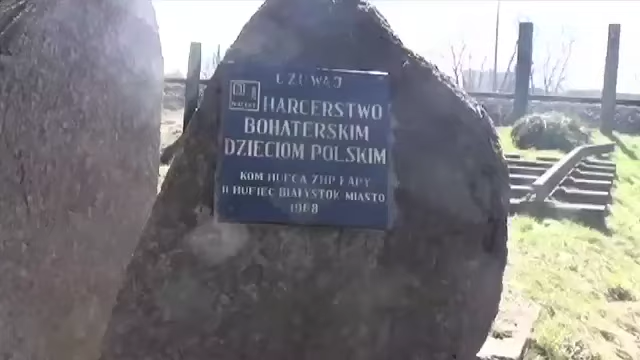 CZUWAJ
HARCERSTWO
BOHATERSKIM
DZIECIOM POLSKIM
KOM HUFCA ZHP ŁAPY
II HUFIEC BIAŁYSTOK MIASTO
1988